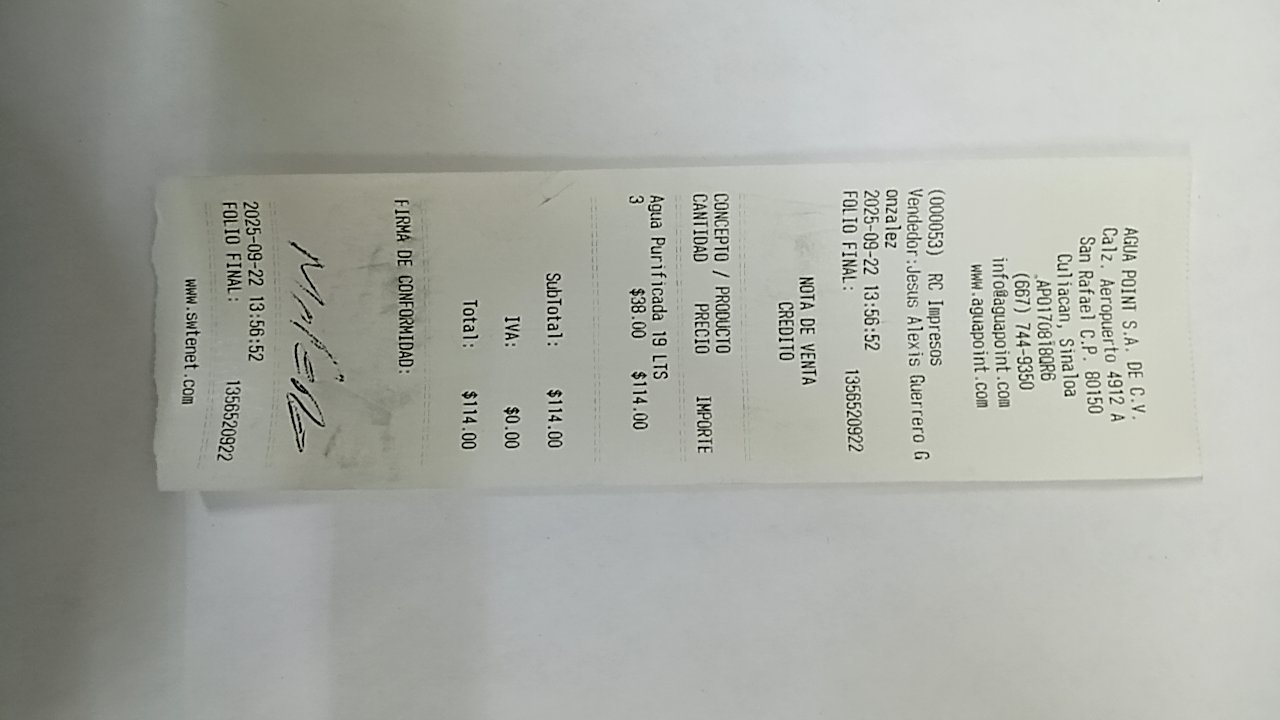 AGUA POINT S.A. DE C.V.
Calz. Aeropuerto 4912 A
San Rafael C.P. 80150
Culiacan, Sinaloa
APO170818QR6
(667) 744-9350
info@aguapoint.com
www.aguapoint.com
(000053) RC Impresos
Vendedor:Jesus Alexis Guerrero G
onzalez
2025-09-22 13:56:52
FOLIO FINAL: 1356520922
NOTA DE VENTA
CREDITO
CONCEPTO / PRODUCTO
CANTIDAD PRECIO IMPORTE
Agua Purificada 19 LTS
3 $38.00 $114.00
SubTotal: $114.00
IVA: $0.00
Total: $114.00
FIRMA DE CONFORMIDAD:
2025-09-22 13:56:52
FOLIO FINAL: 1356520922
www.swtenet.com